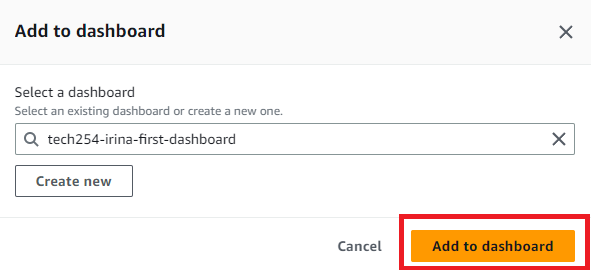 Add to dashboard
Select a dashboard
Select an existing dashboard or create a new one.
tech254-irina-first-dashboard
Create new
Cancel
Add to dashboard